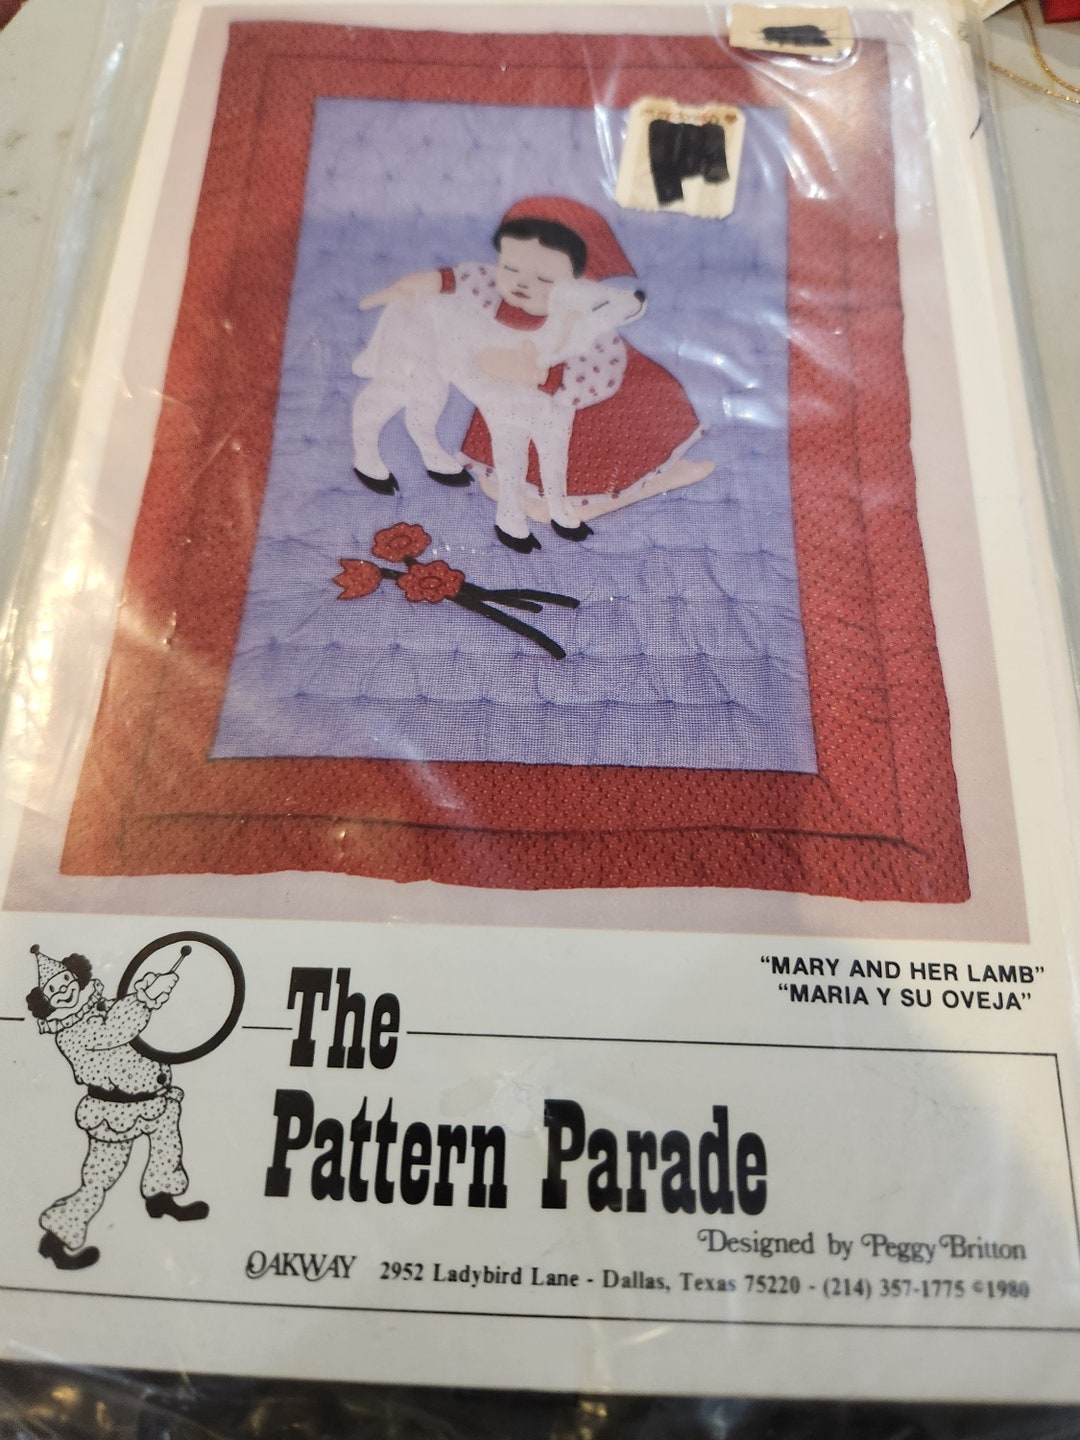 "MARY AND HER LAMB"
"MARIA Y SU OVEJA"
The
Pattern Parade
Designed by Peggy Britton
OAKWAY 2952 Ladybird Lane - Dallas, Texas 75220 - (214) 357-1775 ©1980